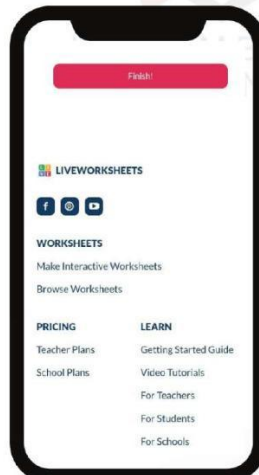 Finish!
LIVEWORKSHEETS
WORKSHEETS
Make Interactive Worksheets
Browse Worksheets
PRICING
Teacher Plans
School Plans
LEARN
Getting Started Guide
Video Tutorials
For Teachers
For Students
For Schools